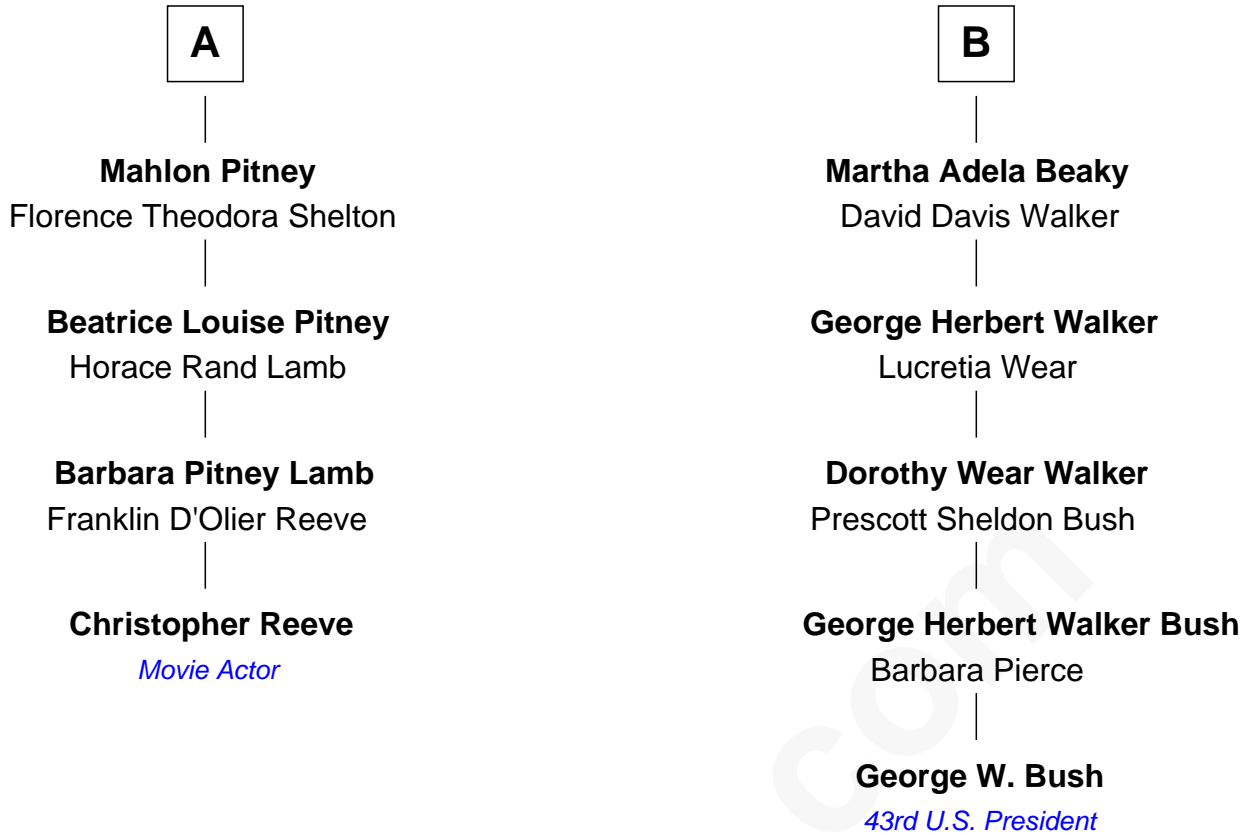 A
Mahlon Pitney
Florence Theodora Shelton
Beatrice Louise Pitney
Horace Rand Lamb
Barbara Pitney Lamb
Franklin D'Olier Reeve
Christopher Reeve
Movie Actor
B
Martha Adela Beaky
David Davis Walker
George Herbert Walker
Lucretia Wear
Dorothy Wear Walker
Prescott Sheldon Bush
George Herbert Walker Bush
Barbara Pierce
George W. Bush
43rd U.S. President
com